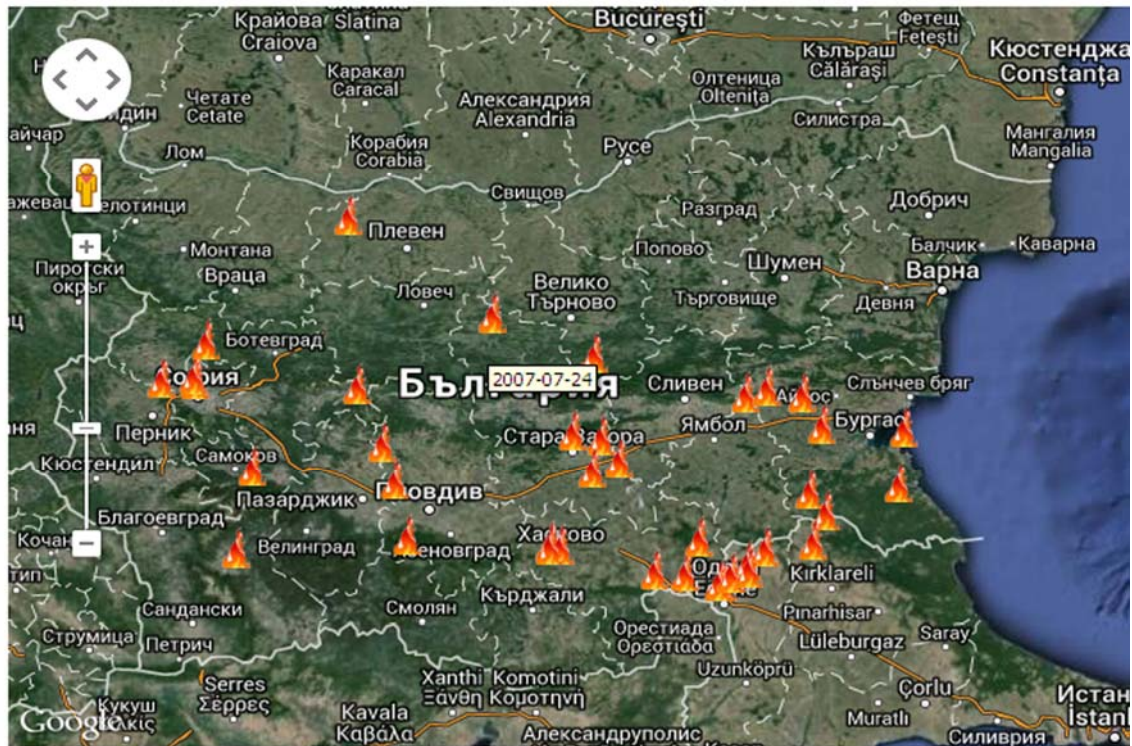 București
Фетещ
Fetești
Крайова
Craiova
Слатина
Slatina
Кълъраш
Călărași
Кюстенджа
Constanța
Каракал
Caracal
Олтеница
Oltenița
Четате
Cetate
Александрия
Alexandria
Силистра
Мангалия
Mangalia
Корабия
Corabia
Русе
Лом
Свищов
Разград
Добрич
Плевен
Монтана
Попово
Шумен
Балчик
Каварна
Враца
Варна
Велико
Търново
Ловеч
Търговище
Девня
Ботевград
София
България
2007-07-24
Сливен
Слънчев бряг
Перник
Стара Загора
Ямбол
Бургас
Кюстендил
Самоков
Пазарджик
Пловдив
Благоевград
Хасково
Велинград
Kırklareli
Сандански
Смолян
Кърджали
Pınarhisar
Струмица
Петрич
Орестиада
Ορεστιάδα
Lüleburgaz
Saray
Uzunköprü
Serres
Σέρρες
Xanthi
Ξάνθη
Komotini
Κομοτηνή
Çorlu
Muratlı
Kavala
Καβάλα
Александруполис
Силиврия
Google